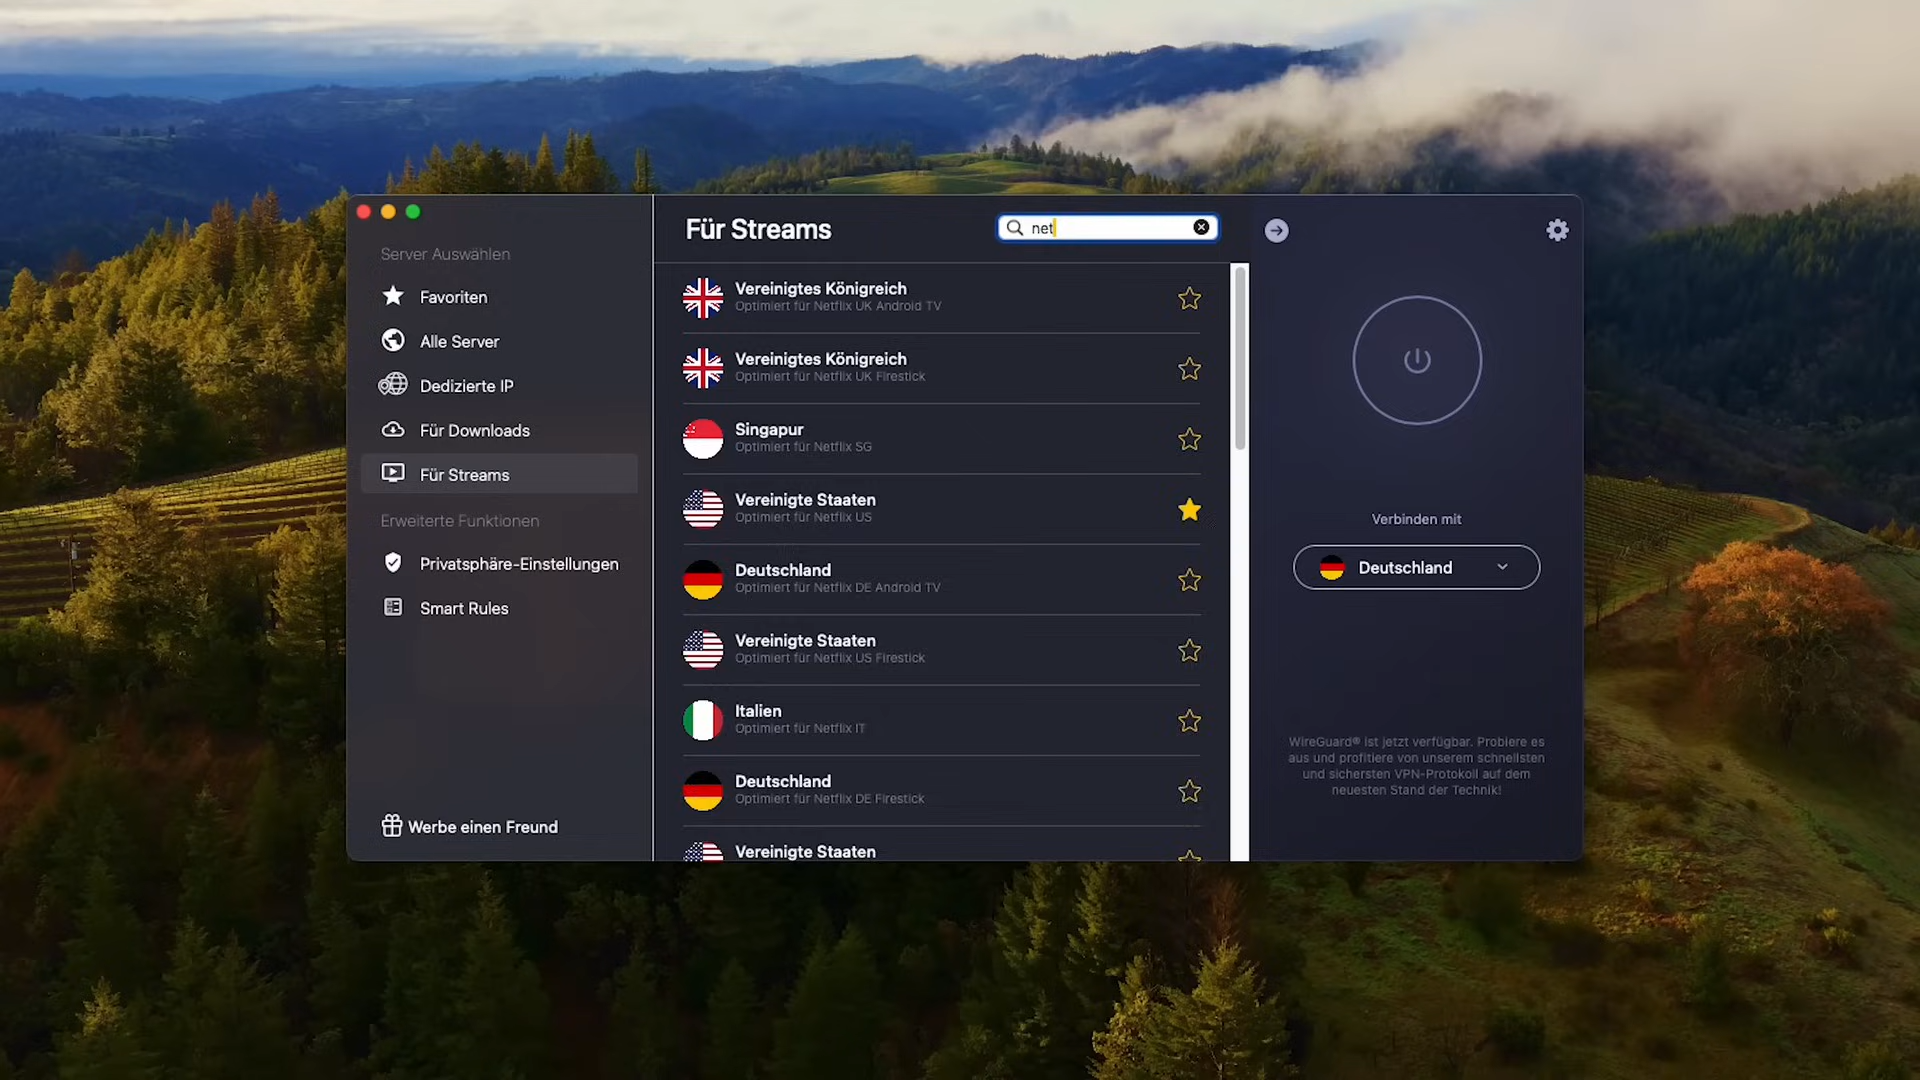 Server Auswählen
Favoriten
Alle Server
Dedizierte IP
Für Downloads
Für Streams
Erweiterte Funktionen
Privatsphäre-Einstellungen
Smart Rules
Werbe einen Freund
Für Streams
net
Vereinigtes Königreich
Optimiert für Netflix UK Android TV
Vereinigtes Königreich
Optimiert für Netflix UK Firestick
Singapur
Optimiert für Netflix SG
Vereinigte Staaten
Optimiert für Netflix US
Deutschland
Optimiert für Netflix DE Android TV
Vereinigte Staaten
Optimiert für Netflix US Firestick
Italien
Optimiert für Netflix IT
Deutschland
Optimiert für Netflix DE Firestick
Vereinigte Staaten
Verbinden mit
Deutschland
WireGuard® ist jetzt verfügbar. Probiere es
aus und profitiere von unserem schnellsten
und sichersten VPN-Protokoll auf dem
neuesten Stand der Technik!